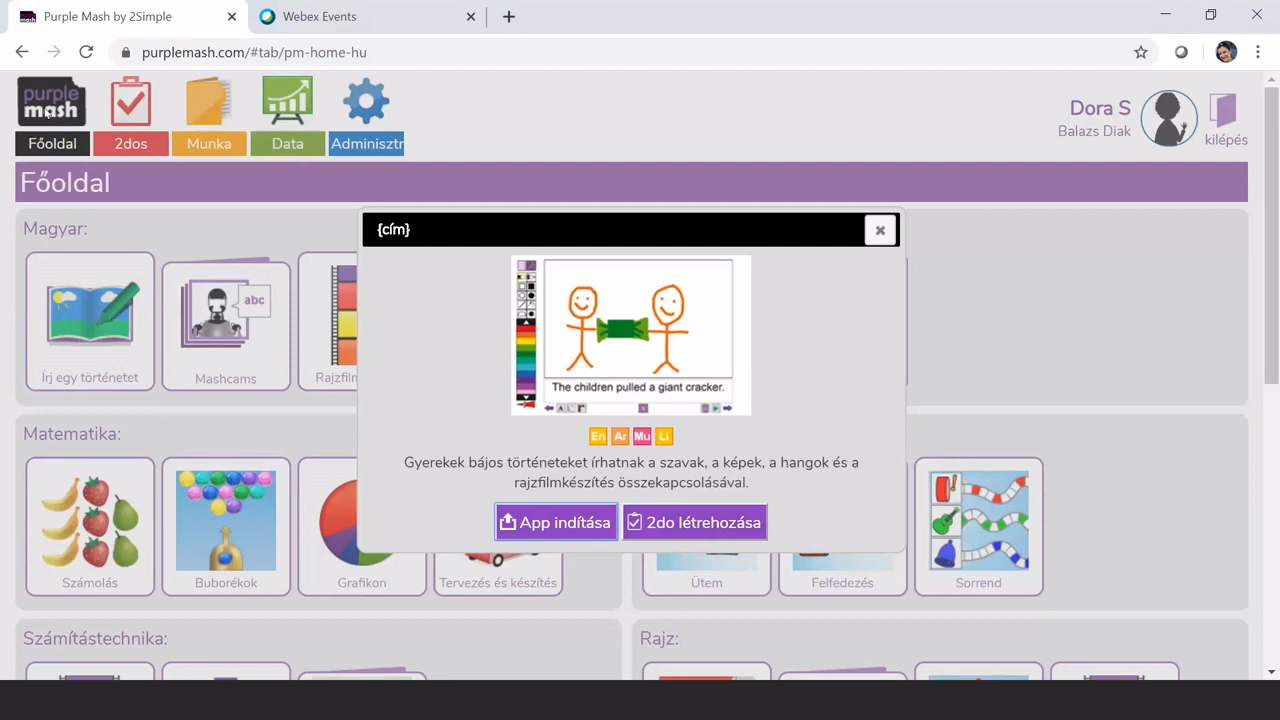 Purple Mash by 2Simple
Webex Events
purplemash.com/#tab/pm-home-hu
purple
mash
Főoldal
2dos
Munka
Data
Adminisztr
Dora S
Balazs Diak
kilépés
Főoldal
Magyar:
Írj egy történetet
abc
Mashcams
Rajzfilm
{cím}
The children pulled a giant cracker.
En Ar Mu Li
Gyerekek bájos történeteket írhatnak a szavak, a képek, a hangok és a
rajzfilmkészítés összekapcsolásával.
App indítása
2do létrehozása
Matematika:
Számolás
Buborékok
Grafikon
Tervezés és készítés
Ütem
Felfedezés
Sorrend
Számítástechnika:
Rajz: